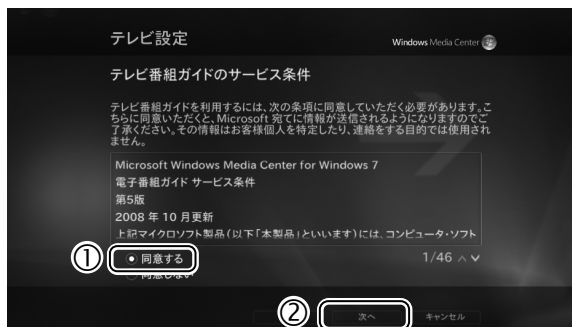 テレビ設定
Windows Media Center
テレビ番組ガイドのサービス条件
テレビ番組ガイドを利用するには、次の条項に同意していただく必要があります。こ
ちらに同意いただくと、Microsoft 宛てに情報が送信されるようになりますのでご
了承ください。その情報はお客様個人を特定したり、連絡をする目的では使用され
ません。
Microsoft Windows Media Center for Windows 7
電子番組ガイド サービス条件
第5版
2008 年 10 月更新
上記マイクロソフト製品(以下「本製品」といいます)には、コンピュータ・ソフト
① 同意する
1/46
同意しない
② 次へ
キャンセル